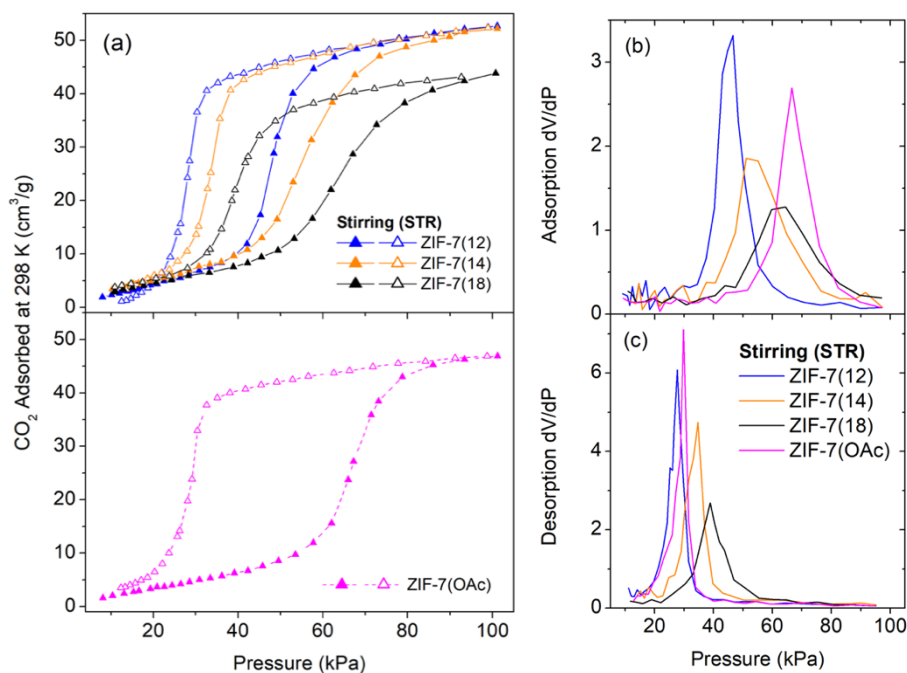 (a)
50
40
30
20
10
0
Stirring (STR)
ZIF-7(12)
ZIF-7(14)
ZIF-7(18)
50
40
30
20
10
0
ZIF-7(OAc)
20 40 60 80 100
Pressure (kPa)
CO₂ Adsorbed at 298 K (cm³/g)
(b)
3
2
1
0
Adsorption dV/dP
(c)
6
4
2
0
Desorption dV/dP
Stirring (STR)
ZIF-7(12)
ZIF-7(14)
ZIF-7(18)
ZIF-7(OAc)
20 40 60 80 100
Pressure (kPa)